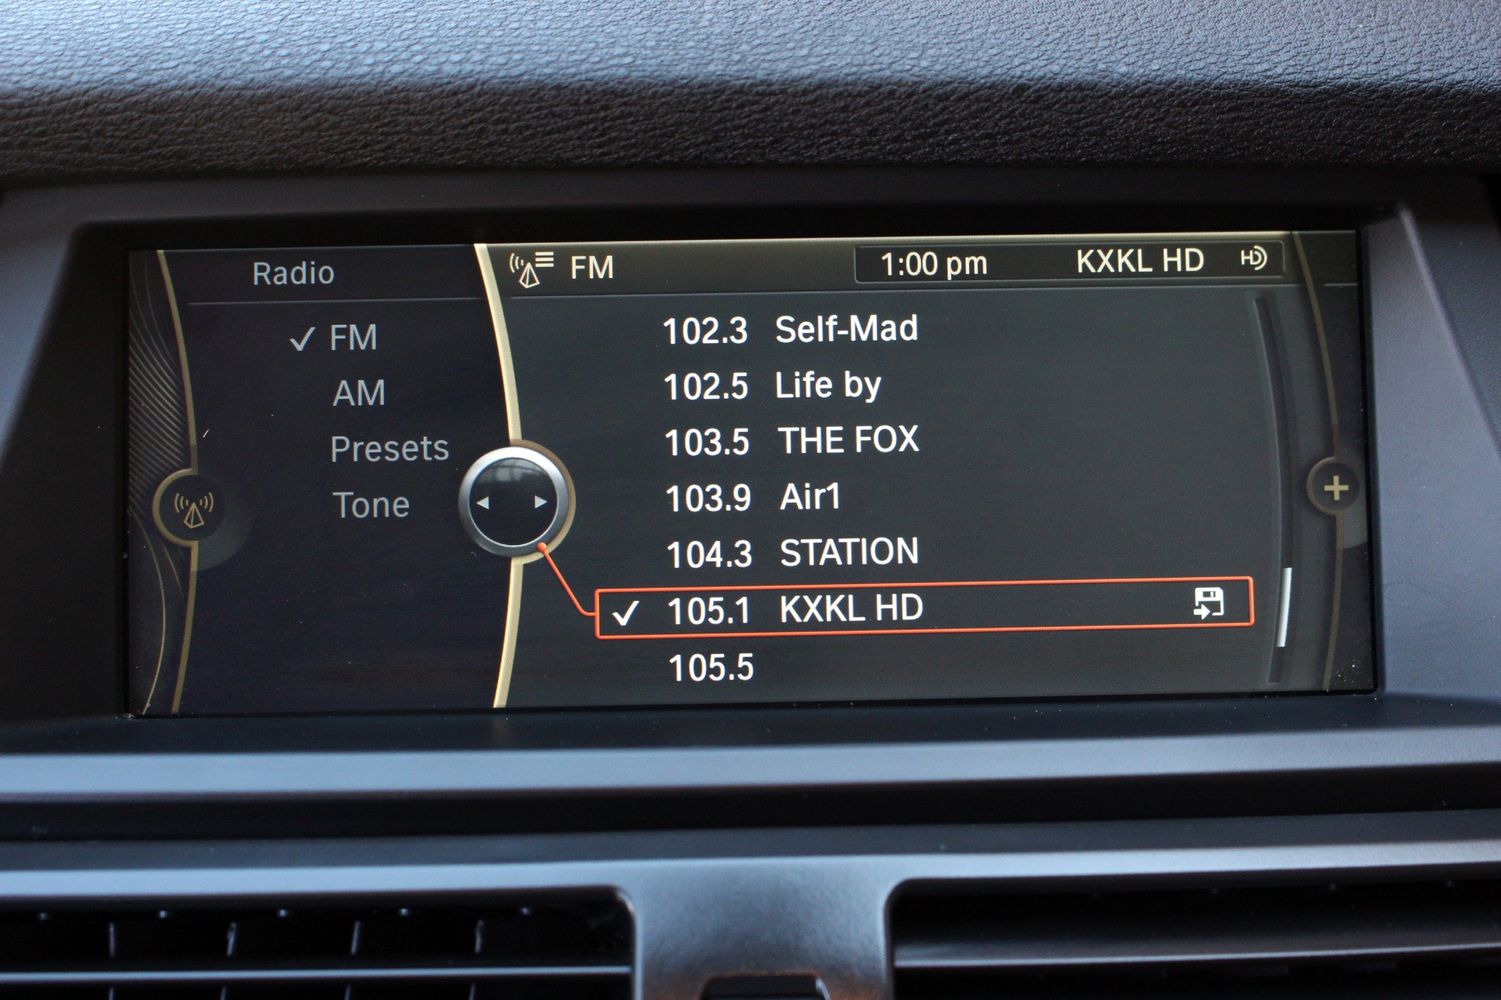 Radio
FM
AM
Presets
Tone
FM 1:00 pm KXKL HD HD
102.3 Self-Mad
102.5 Life by
103.5 THE FOX
103.9 Air1
104.3 STATION
105.1 KXKL HD
105.5